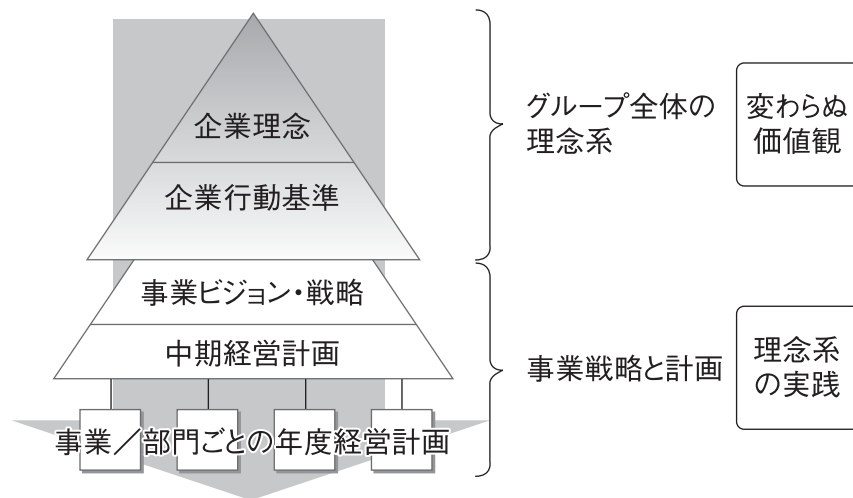 企業理念
企業行動基準
事業ビジョン・戦略
中期経営計画
事業／部門ごとの年度経営計画
グループ全体の
理念系
変わらぬ
価値観
事業戦略と計画
理念系
の実践